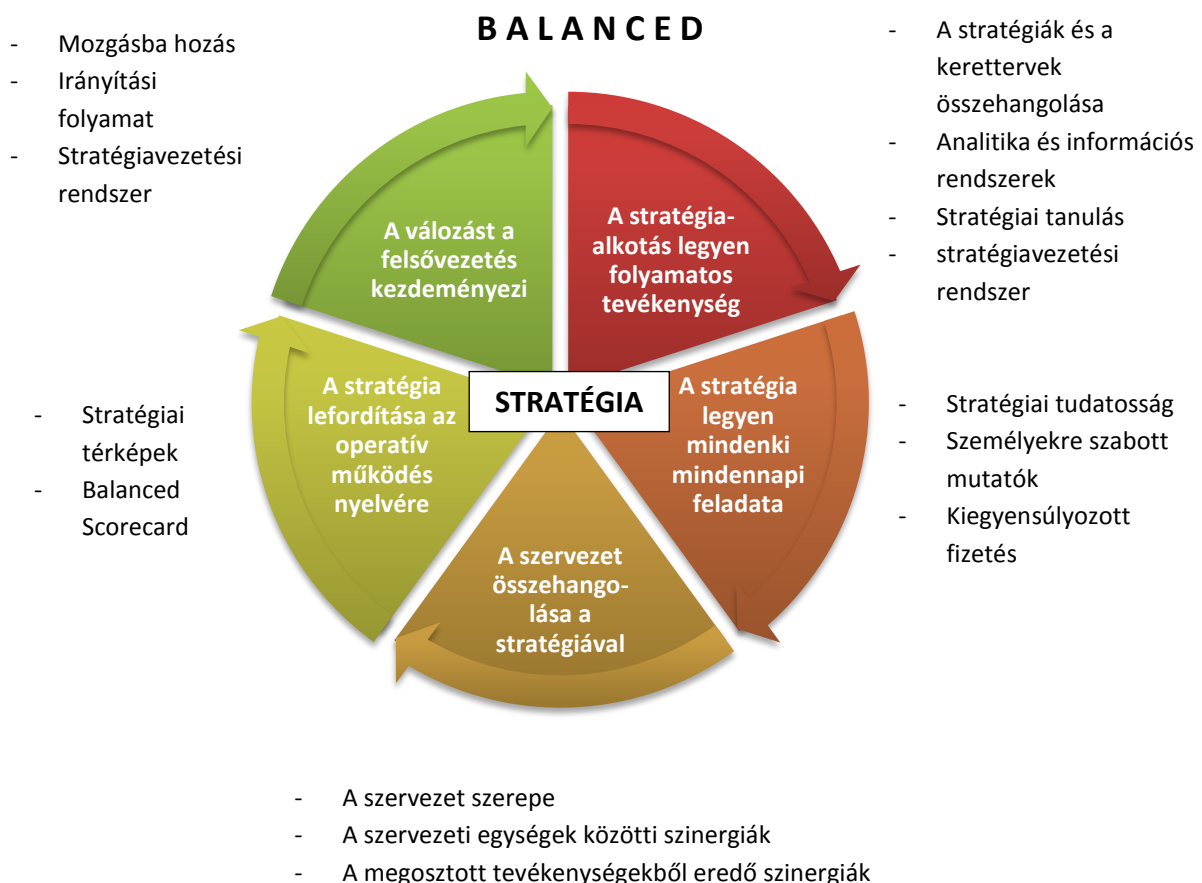 B A L A N C E D
- Mozgásba hozás
- Irányítási
folyamat
- Stratégiavezetési
rendszer
- A stratégiák és a
kerettervek
összehangolása
- Analitika és információs
rendszerek
- Stratégiai tanulás
- stratégiavezetési
rendszer
A válozást a
felsővezetés
kezdeményezi
A stratégia-
alkotás legyen
folyamatos
tevékenység
STRATÉGIA
A stratégia
lefordítása az
operatív
működés
nyelvére
A stratégia
legyen
mindenki
mindennapi
feladata
A szervezet
összehango-
lása a
stratégiával
- Stratégiai
térképek
- Balanced
Scorecard
- Stratégiai tudatosság
- Személyekre szabott
mutatók
- Kiegyensúlyozott
fizetés
- A szervezet szerepe
- A szervezeti egységek közötti szinergiák
- A megosztott tevékenységekből eredő szinergiák